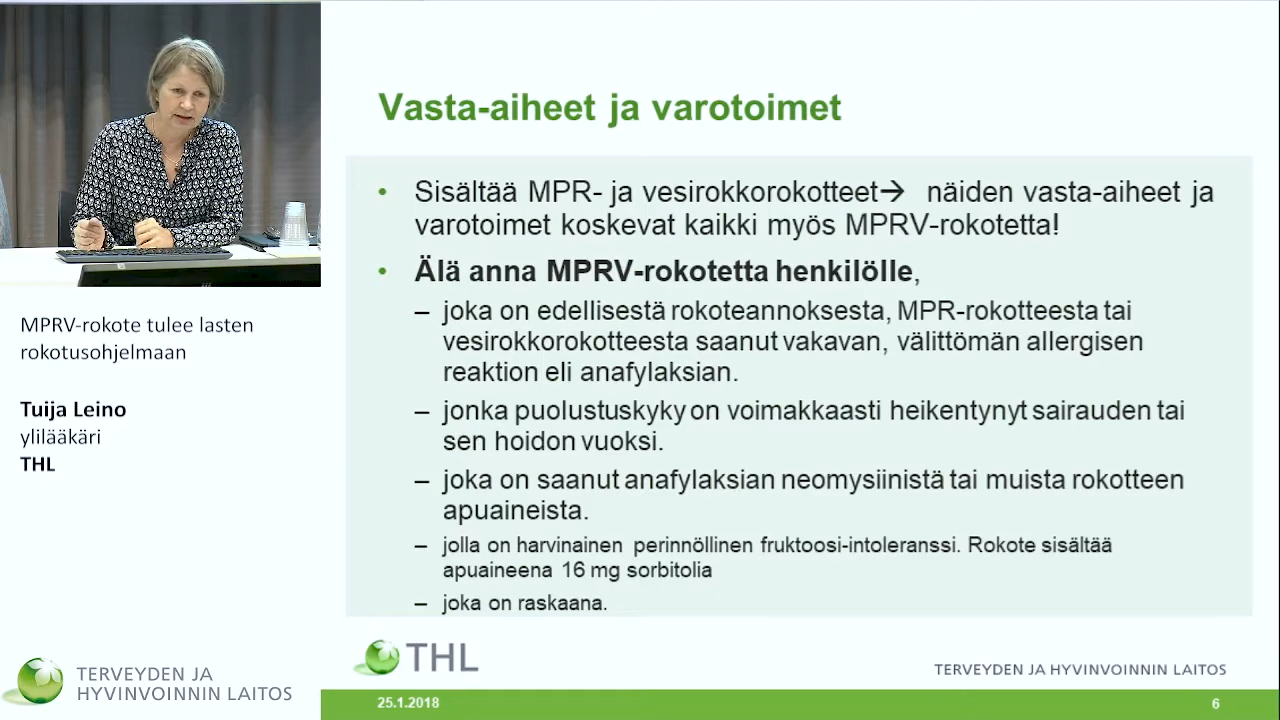 Vasta-aiheet ja varotoimet
• Sisältää MPR- ja vesirokkorokotteet→ näiden vasta-aiheet ja
varotoimet koskevat kaikki myös MPRV-rokotetta!
• Älä anna MPRV-rokotetta henkilölle,
– joka on edellisestä rokoteannoksesta, MPR-rokotteesta tai
vesirokkorokotteesta saanut vakavan, välittömän allergisen
reaktion eli anafylaksian.
– jonka puolustuskyky on voimakkaasti heikentynyt sairauden tai
sen hoidon vuoksi.
– joka on saanut anafylaksian neomysiinistä tai muista rokotteen
apuaineista.
– jolla on harvinainen perinnöllinen fruktoosi-intoleranssi. Rokote sisältää
apuaineena 16 mg sorbitolia
– joka on raskaana.
MPRV-rokote tulee lasten
rokotusohjelmaan
Tuija Leino
ylilääkäri
THL
TERVEYDEN JA
HYVINVOINNIN LAITOS
THL
TERVEYDEN JA HYVINVOINNIN LAITOS
25.1.2018
6